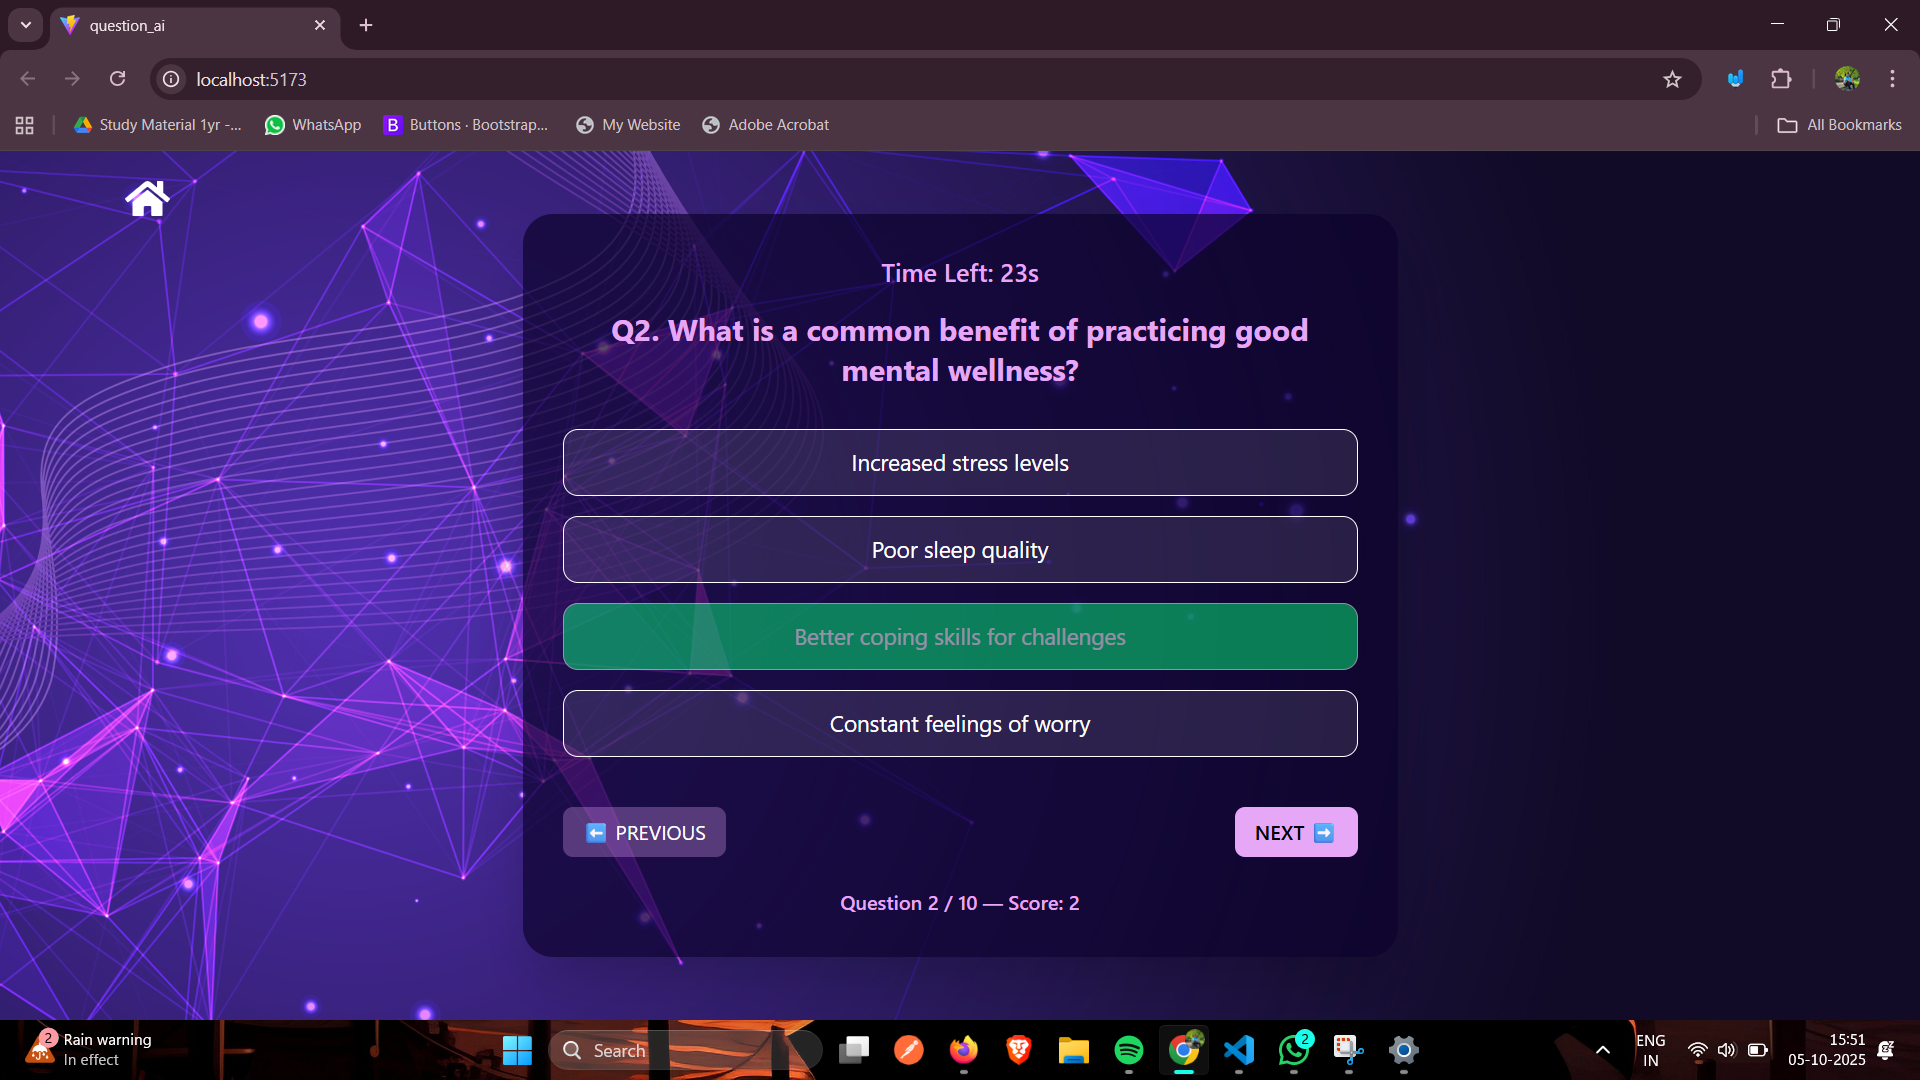 question_ai
localhost:5173
Study Material 1yr -...
WhatsApp
B
Buttons · Bootstrap...
My Website
Adobe Acrobat
All Bookmarks
Time Left: 23s
Q2. What is a common benefit of practicing good
mental wellness?
Increased stress levels
Poor sleep quality
Better coping skills for challenges
Constant feelings of worry
⬅️ PREVIOUS
NEXT ➡️
Question 2 / 10 — Score: 2
2
Rain warning
In effect
Search
2
ENG
IN
15:51
05-10-2025